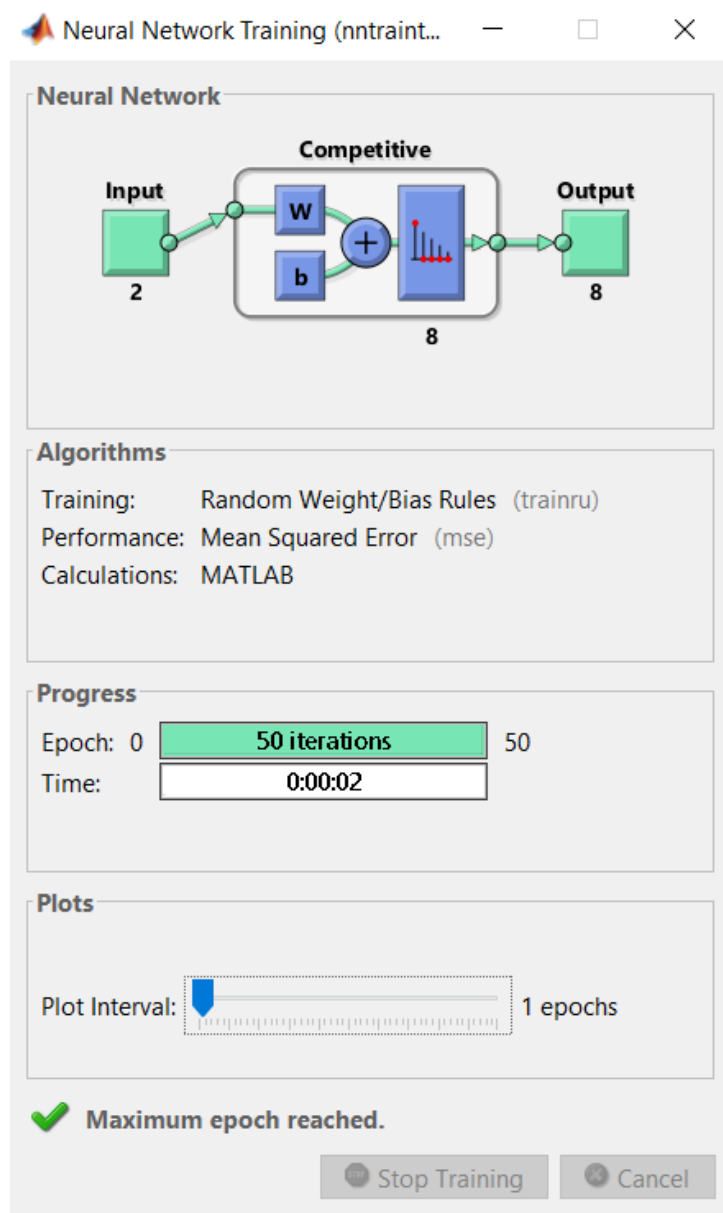 Neural Network Training (nntraint...
Neural Network
Competitive
Input
W
b
+
Output
2
8
8
Algorithms
Training: Random Weight/Bias Rules (trainru)
Performance: Mean Squared Error (mse)
Calculations: MATLAB
Progress
Epoch: 0 50 iterations 50
Time: 0:00:02
Plots
Plot Interval: 1 epochs
Maximum epoch reached.
STOP Stop Training Cancel